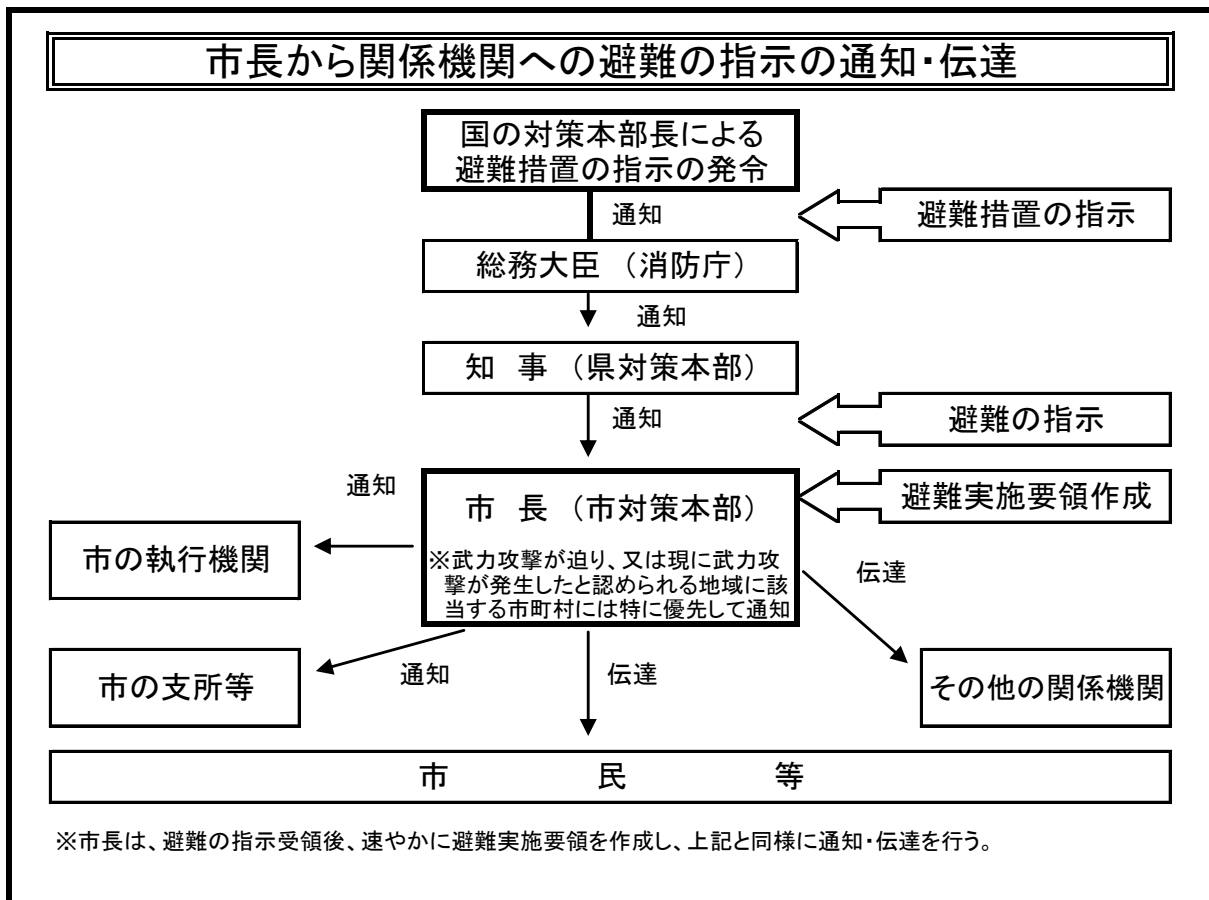 市長から関係機関への避難の指示の通知・伝達
国の対策本部長による
避難措置の指示の発令
通知
避難措置の指示
総務大臣 （消防庁）
通知
知 事 （県対策本部）
通知
避難の指示
通知
市 長 （市対策本部）
避難実施要領作成
市の執行機関
※武力攻撃が迫り、又は現に武力攻
撃が発生したと認められる地域に該
当する市町村には特に優先して通知
伝達
市の支所等
通知
伝達
その他の関係機関
市 民 等
※市長は、避難の指示受領後、速やかに避難実施要領を作成し、上記と同様に通知・伝達を行う。